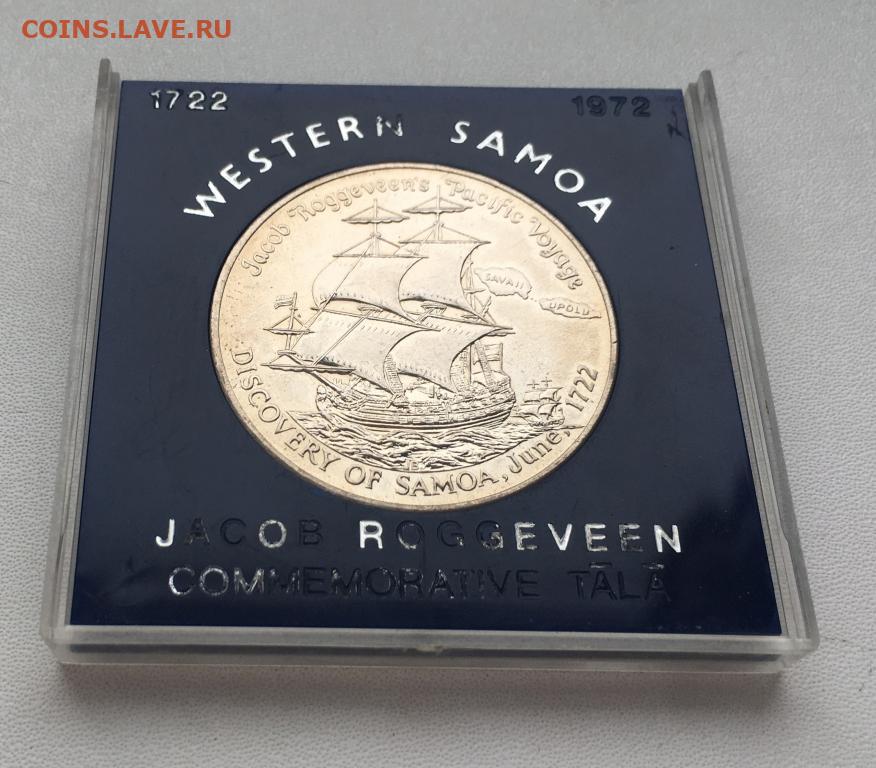 COINS.LAVE.RU
1722 1972
WESTERN SAMOA
Jacob Roggeveen's Pacific Voyage
SAVAII
UPOLU
DISCOVERY OF SAMOA, June, 1722
JB
JACOB ROGGEVEEN
COMMEMORATIVE TĀLĀ